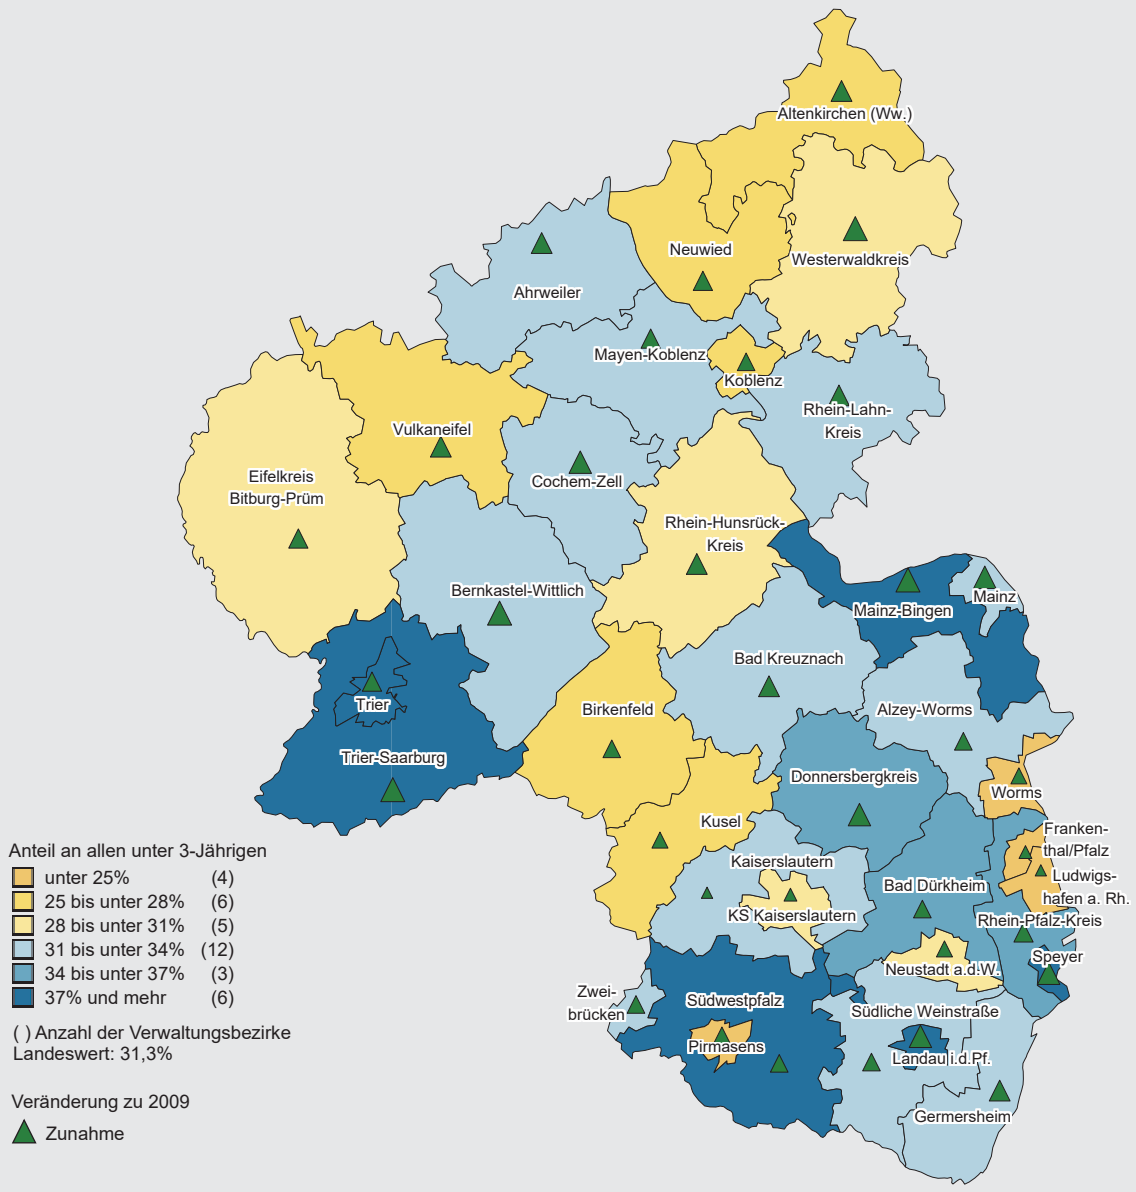 Altenkirchen (Ww.)
Neuwied
Westerwaldkreis
Ahrweiler
Mayen-Koblenz
Koblenz
Rhein-Lahn-
Kreis
Vulkaneifel
Cochem-Zell
Eifelkreis
Bitburg-Prüm
Rhein-Hunsrück-
Kreis
Bernkastel-Wittlich
Mainz-Bingen
Mainz
Bad Kreuznach
Trier
Birkenfeld
Alzey-Worms
Trier-Saarburg
Donnersbergkreis
Worms
Kusel
Franken-
thal/Pfalz
Kaiserslautern
Ludwigs-
hafen a. Rh.
Bad Dürkheim
KS Kaiserslautern
Rhein-Pfalz-Kreis
Speyer
Neustadt a.d.W.
Zwei-
brücken
Südwestpfalz
Südliche Weinstraße
Pirmasens
Landau i.d.Pf.
Germersheim
Anteil an allen unter 3-Jährigen
unter 25% (4)
25 bis unter 28% (6)
28 bis unter 31% (5)
31 bis unter 34% (12)
34 bis unter 37% (3)
37% und mehr (6)
( ) Anzahl der Verwaltungsbezirke
Landeswert: 31,3%
Veränderung zu 2009
Zunahme